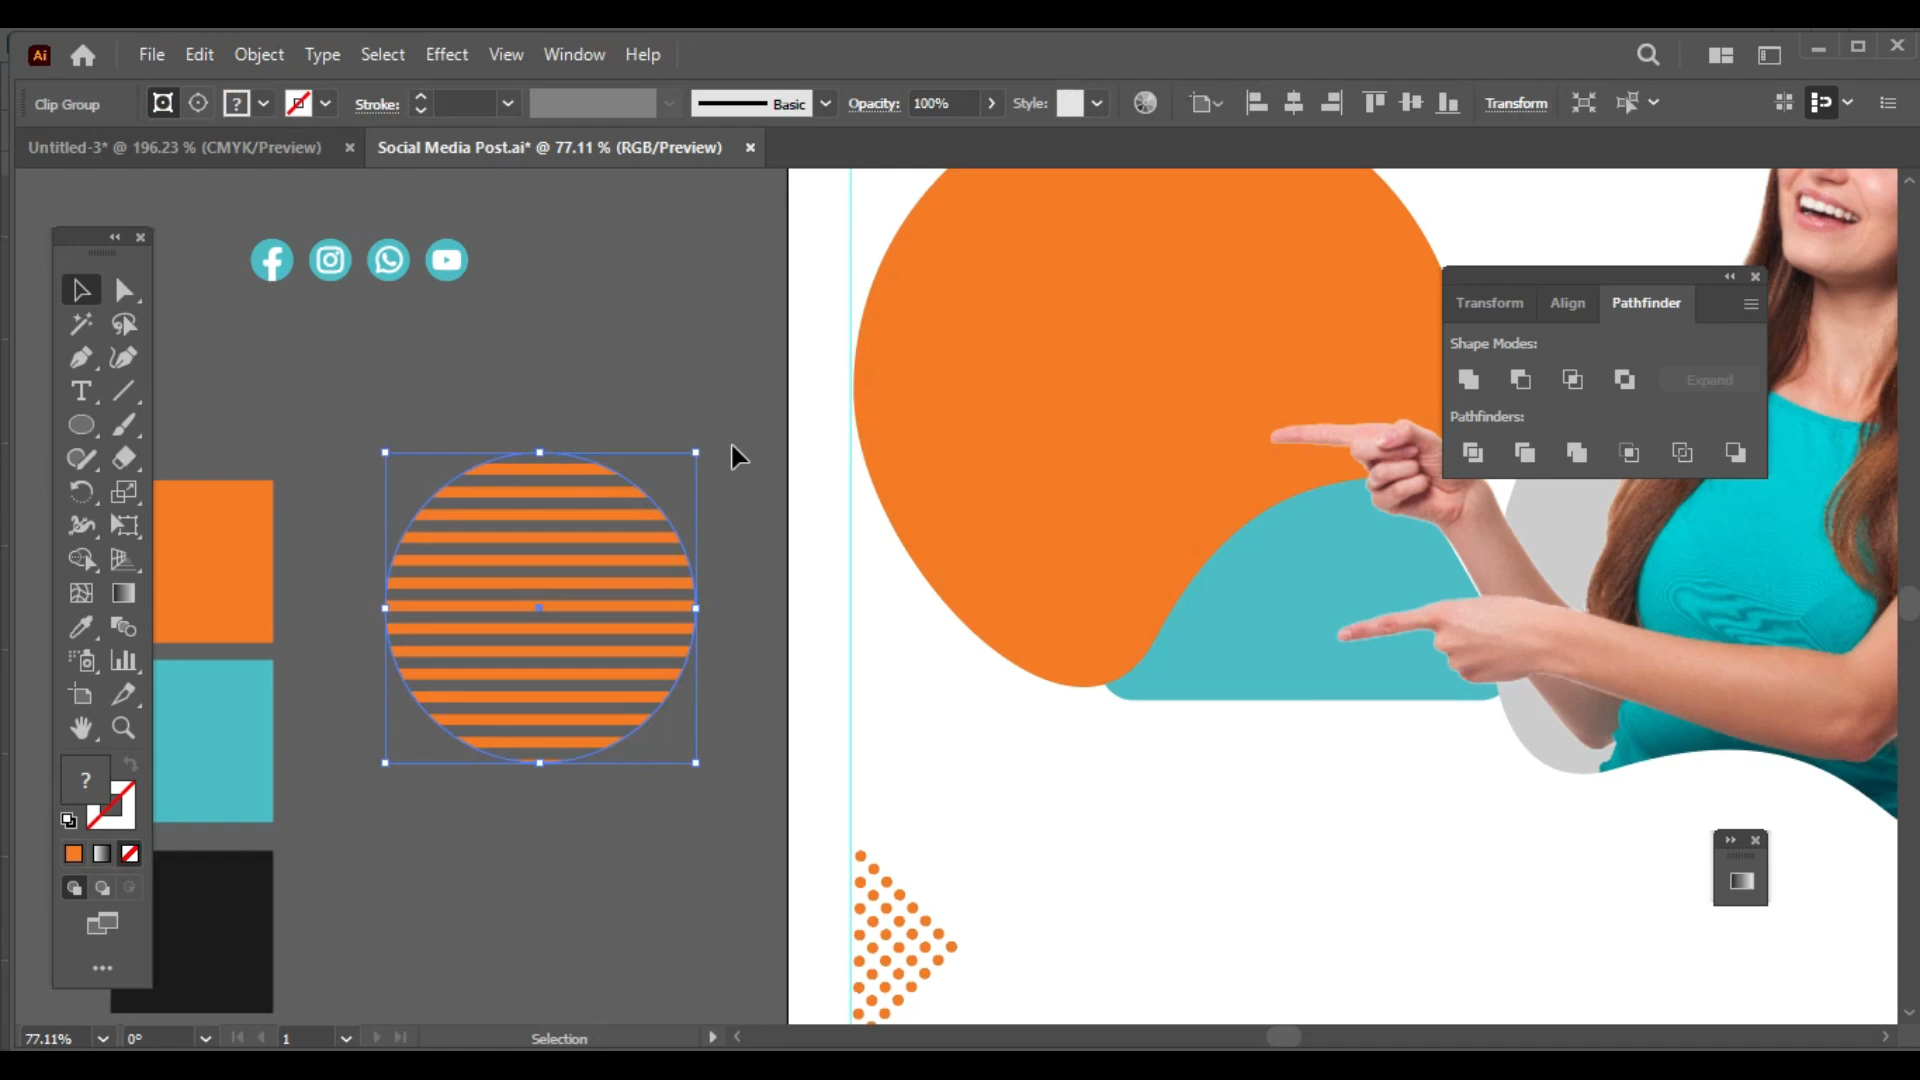 Ai File Edit Object Type Select Effect View Window Help
Clip Group ? Stroke: Basic Opacity: 100% Style: Transform
Untitled-3* @ 196.23 % (CMYK/Preview) Social Media Post.ai* @ 77.11 % (RGB/Preview)
Transform Align Pathfinder
Shape Modes:
Expand
Pathfinders:
T
?
77.11% 0° 1 Selection